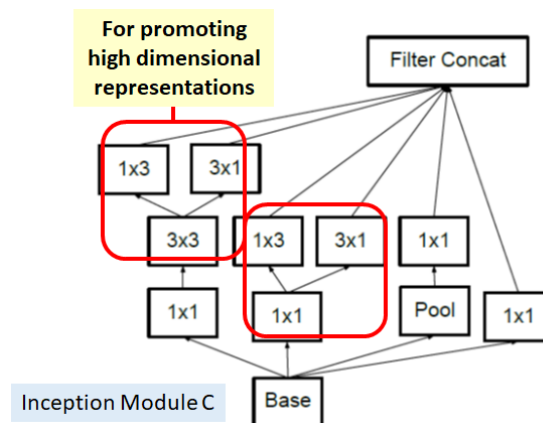 For promoting
high dimensional
representations
Filter Concat
1x3
3x1
3x3
1x3
3x1
1x1
1x1
1x1
Pool
1x1
Inception Module C
Base